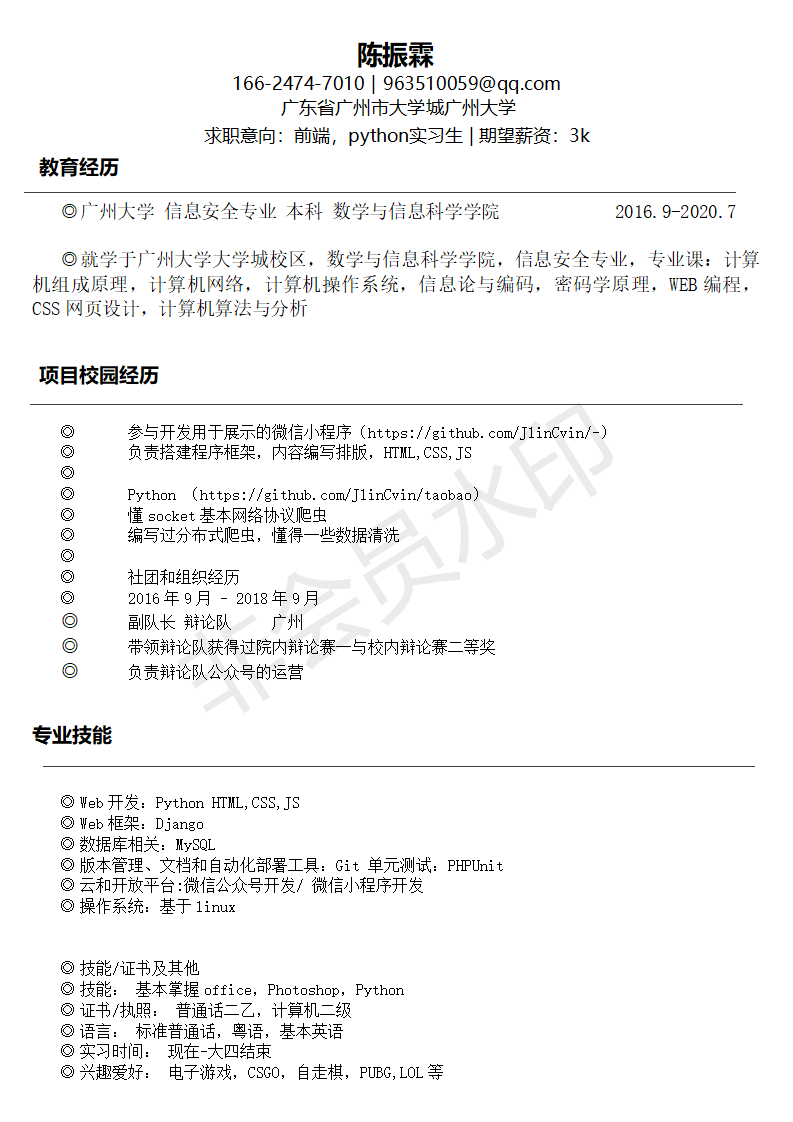 陈振霖
166-2474-7010 | 963510059@qq.com
广东省广州市大学城广州大学
求职意向：前端，python实习生 | 期望薪资：3k
教育经历
◎广州大学 信息安全专业 本科 数学与信息科学学院 2016.9-2020.7
◎就学于广州大学大学城校区，数学与信息科学学院，信息安全专业，专业课：计算
机组成原理，计算机网络，计算机操作系统，信息论与编码，密码学原理，WEB 编程，
CSS 网页设计，计算机算法与分析
项目校园经历
◎ 参与开发用于展示的微信小程序（https://github.com/J1inCvin/-）
◎ 负责搭建程序框架，内容编写排版，HTML,CSS,JS
◎
◎ Python （https://github.com/J1inCvin/taobao）
◎ 懂 socket 基本网络协议爬虫
◎ 编写过分布式爬虫，懂得一些数据清洗
◎
◎ 社团和组织经历
◎ 2016 年 9 月 – 2018 年 9 月
◎ 副队长 辩论队 广州
◎ 带领辩论队获得过院内辩论赛一与校内辩论赛二等奖
◎ 负责辩论队公众号的运营
非会员水印
专业技能
◎ Web 开发：Python HTML,CSS,JS
◎ Web 框架：Django
◎ 数据库相关：MySQL
◎ 版本管理、文档和自动化部署工具：Git 单元测试：PHPUnit
◎ 云和开放平台:微信公众号开发/ 微信小程序开发
◎ 操作系统：基于 linux
◎ 技能/证书及其他
◎ 技能： 基本掌握 office，Photoshop，Python
◎ 证书/执照： 普通话二乙，计算机二级
◎ 语言： 标准普通话，粤语，基本英语
◎ 实习时间： 现在-大四结束
◎ 兴趣爱好： 电子游戏，CSGO，自走棋，PUBG,LOL 等